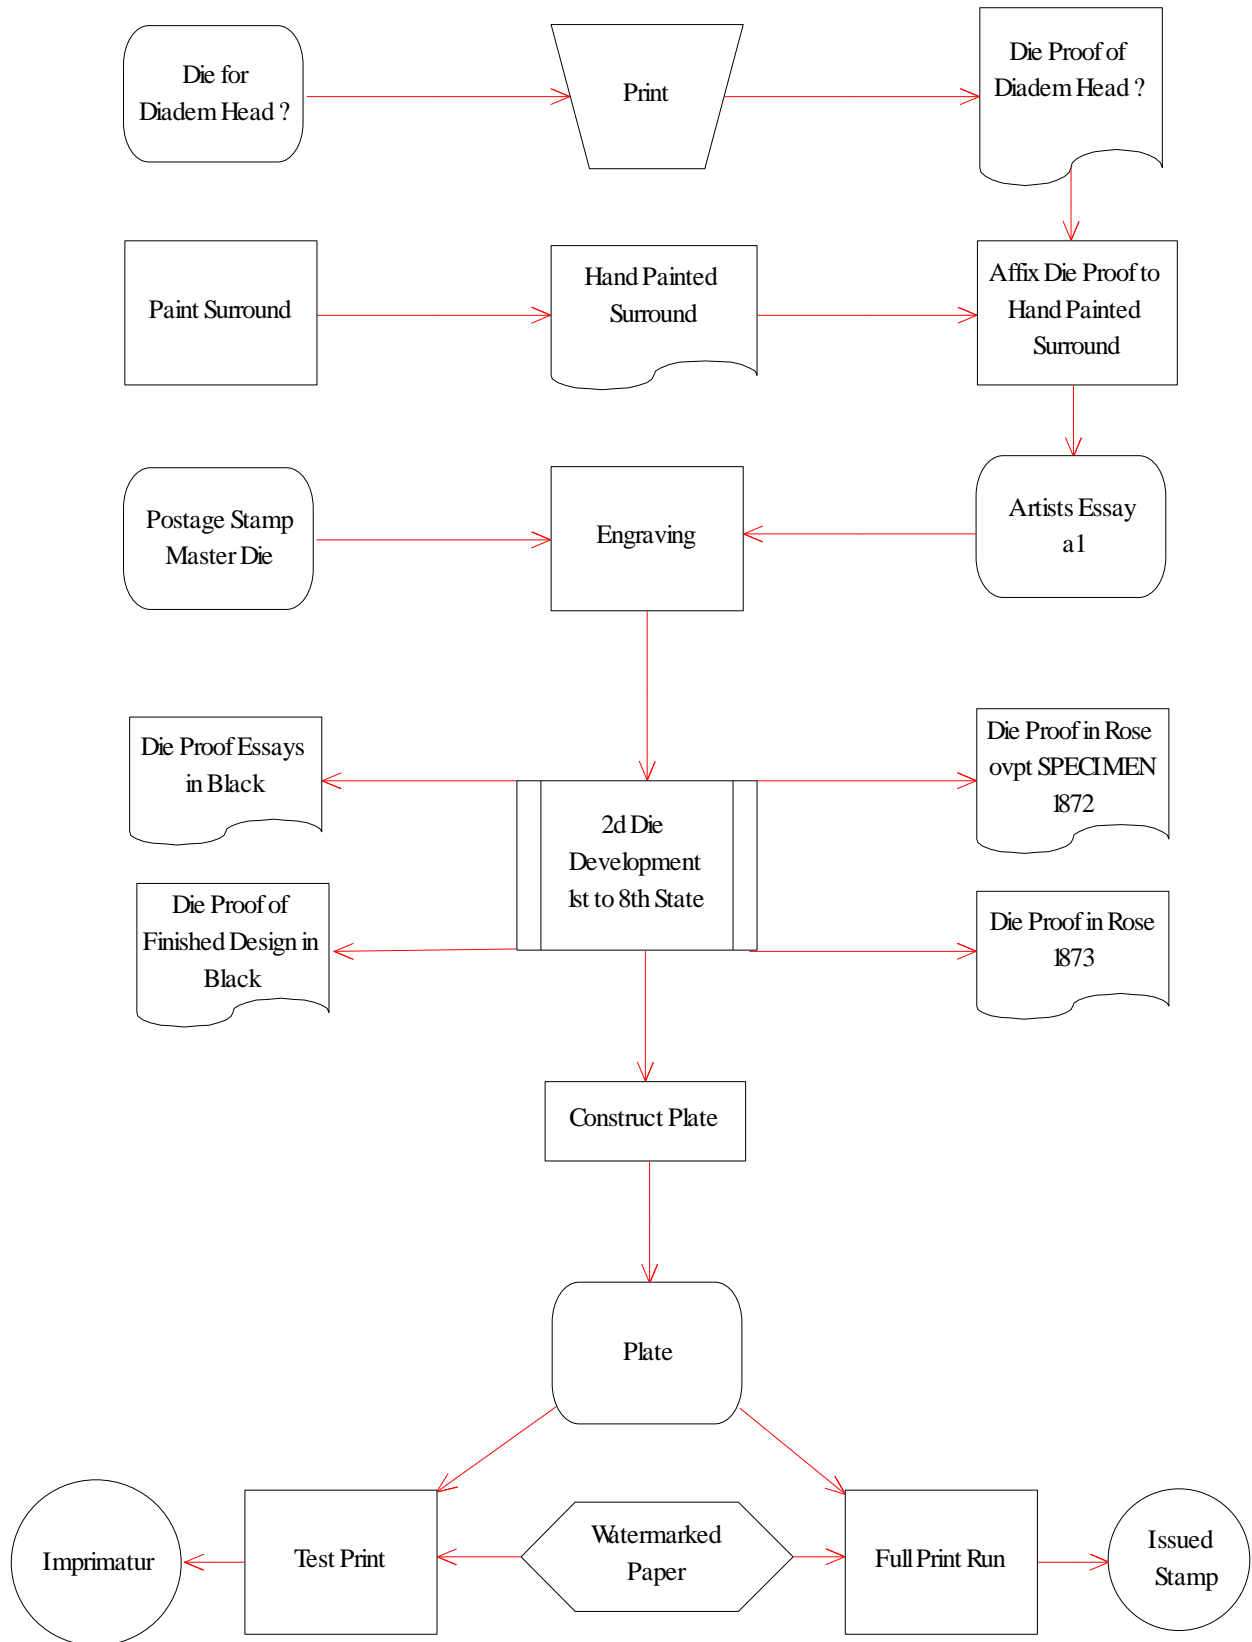 Die for
Diadem Head ?
Print
Die Proof of
Diadem Head ?
Paint Surround
Hand Painted
Surround
Affix Die Proof to
Hand Painted
Surround
Postage Stamp
Master Die
Engraving
Artists Essay
a1
Die Proof Essays
in Black
2d Die
Development
1st to 8th State
Die Proof in Rose
ovpt SPECIMEN
1872
Die Proof of
Finished Design in
Black
Die Proof in Rose
1873
Construct Plate
Plate
Imprimatur
Test Print
Watermarked
Paper
Full Print Run
Issued
Stamp